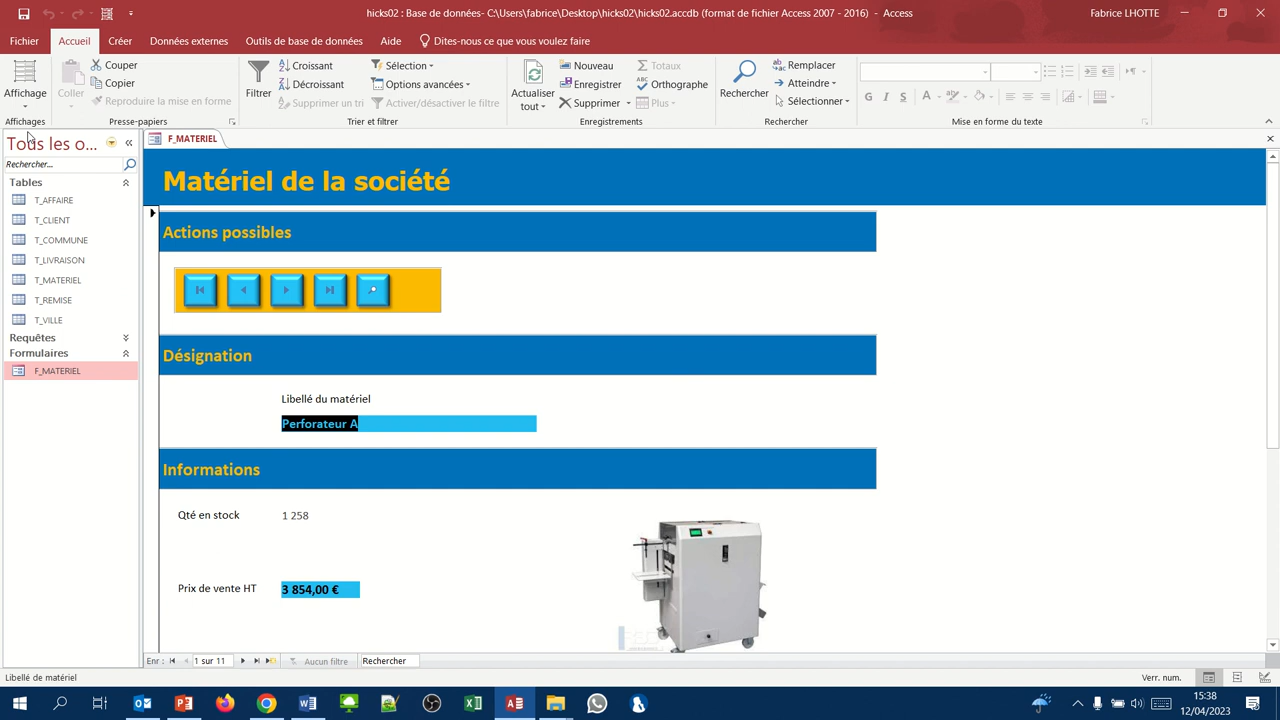 hicks02 : Base de données- C:\Users\fabrice\Desktop\hicks02\hicks02.accdb (format de fichier Access 2007 - 2016) - Access
Fabrice LHOTTE
Fichier
Accueil
Créer
Données externes
Outils de base de données
Aide
Dites-nous ce que vous voulez faire
Affichage
Affichages
Coller
Couper
Copier
Reproduire la mise en forme
Presse-papiers
Filtrer
Croissant
Décroissant
Supprimer un tri
Sélection
Options avancées
Activer/désactiver le filtre
Trier et filtrer
Actualiser
tout
Nouveau
Enregistrer
Supprimer
Totaux
Orthographe
Plus
Enregistrements
Rechercher
Remplacer
Atteindre
Sélectionner
Rechercher
G I S
A
Mise en forme du texte
Tous les o...
Rechercher...
Tables
T_AFFAIRE
T_CLIENT
T_COMMUNE
T_LIVRAISON
T_MATERIEL
T_REMISE
T_VILLE
Requêtes
Formulaires
F_MATERIEL
F_MATERIEL
Matériel de la société
Actions possibles
Désignation
Libellé du matériel
Perforateur A
Informations
Qté en stock
1 258
Prix de vente HT
3 854,00 €
Enr :
1 sur 11
Aucun filtre
Rechercher
Libellé de matériel
Verr. num.
15:38
12/04/2023